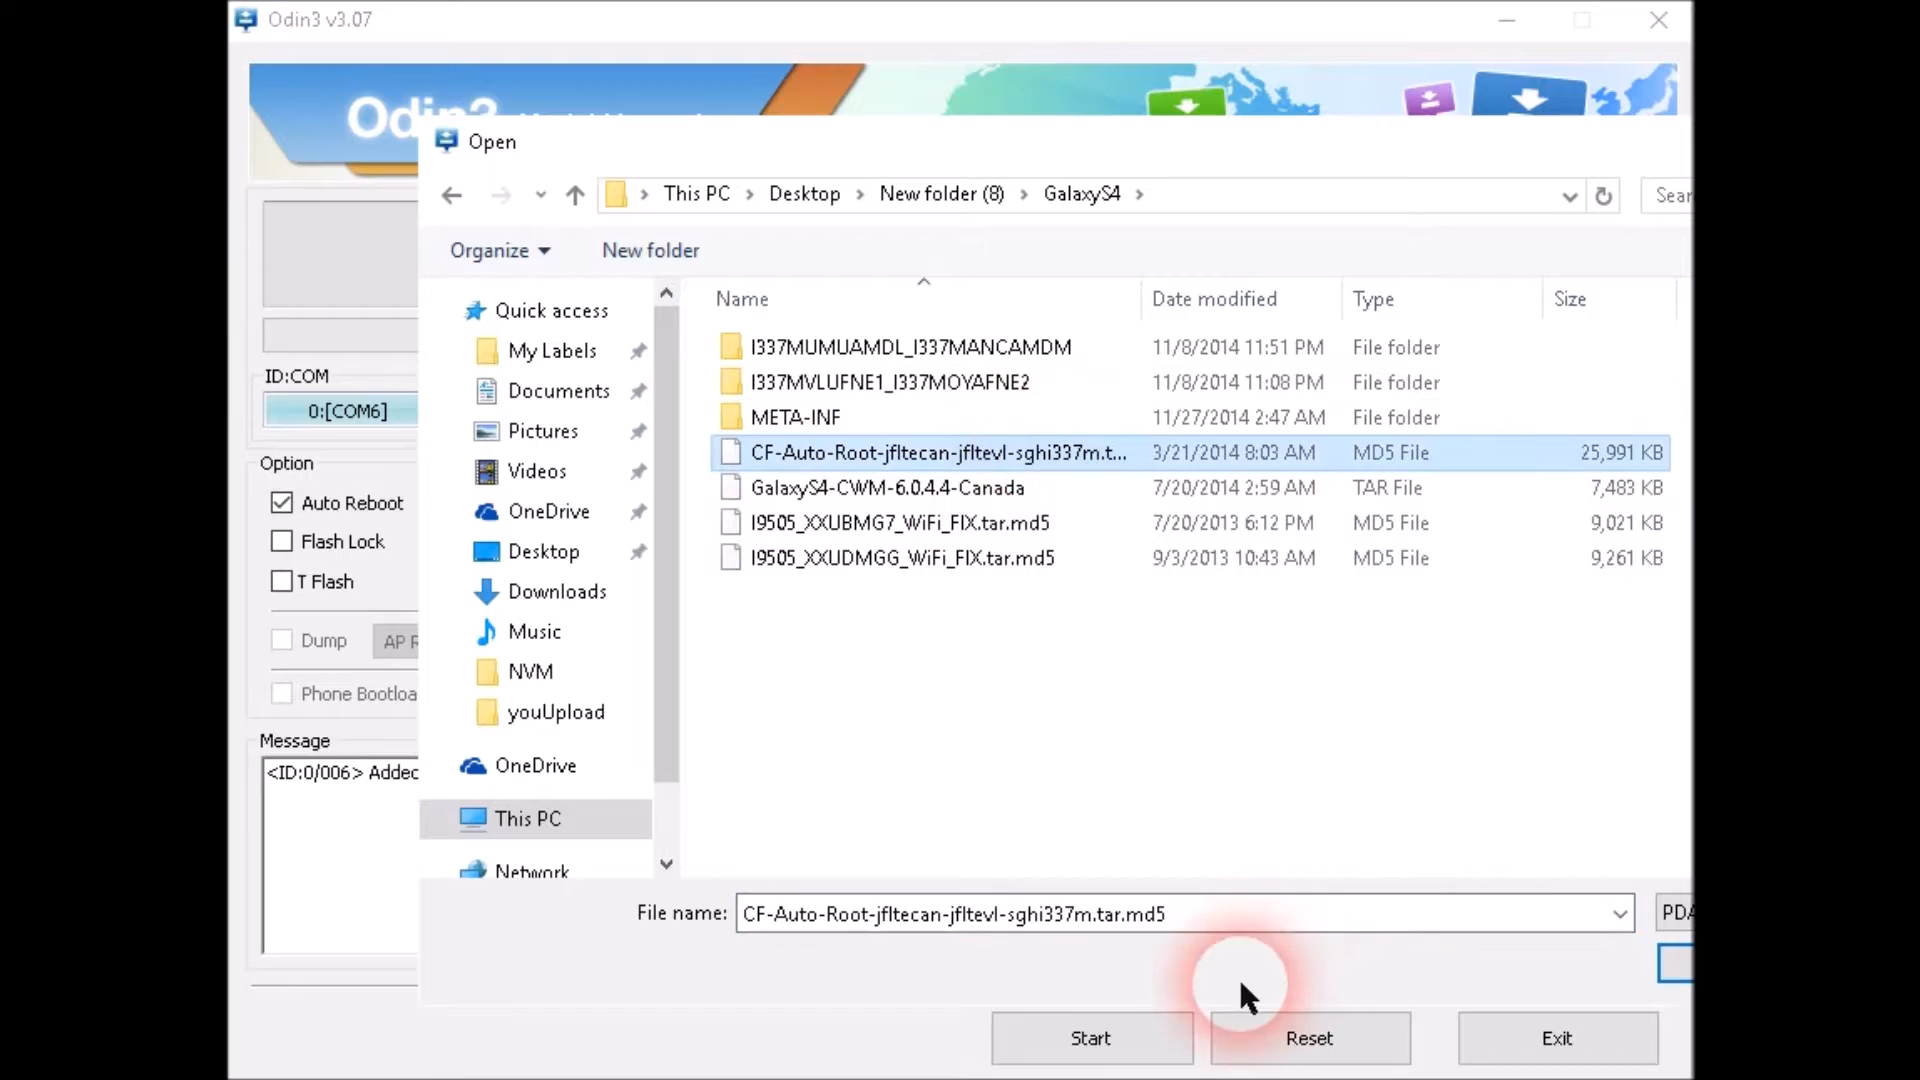 Odin3 v3.07
Odin3
Open
This PC > Desktop > New folder (8) > GalaxyS4 >
Sear
Organize
New folder
Name
Date modified
Type
Size
Quick access
My Labels
Documents
Pictures
Videos
OneDrive
Desktop
Downloads
Music
NVM
youUpload
OneDrive
This PC
Network
I337MUMUAMDL_I337MANCAMDM 11/8/2014 11:51 PM File folder
I337MVLUFNE1_I337MOYAFNE2 11/8/2014 11:08 PM File folder
META-INF 11/27/2014 2:47 AM File folder
CF-Auto-Root-jfltecan-jfltevl-sghi337m.t... 3/21/2014 8:03 AM MD5 File 25,991 KB
GalaxyS4-CWM-6.0.4.4-Canada 7/20/2014 2:59 AM TAR File 7,483 KB
I9505_XXUBMG7_WiFi_FIX.tar.md5 7/20/2013 6:12 PM MD5 File 9,021 KB
I9505_XXUDMGG_WiFi_FIX.tar.md5 9/3/2013 10:43 AM MD5 File 9,261 KB
ID:COM
0:[COM6]
Option
Auto Reboot
Flash Lock
T Flash
Dump
AP R
Phone Bootloa
Message
<ID:0/006> Added
File name: CF-Auto-Root-jfltecan-jfltevl-sghi337m.tar.md5
PDA
Start
Reset
Exit